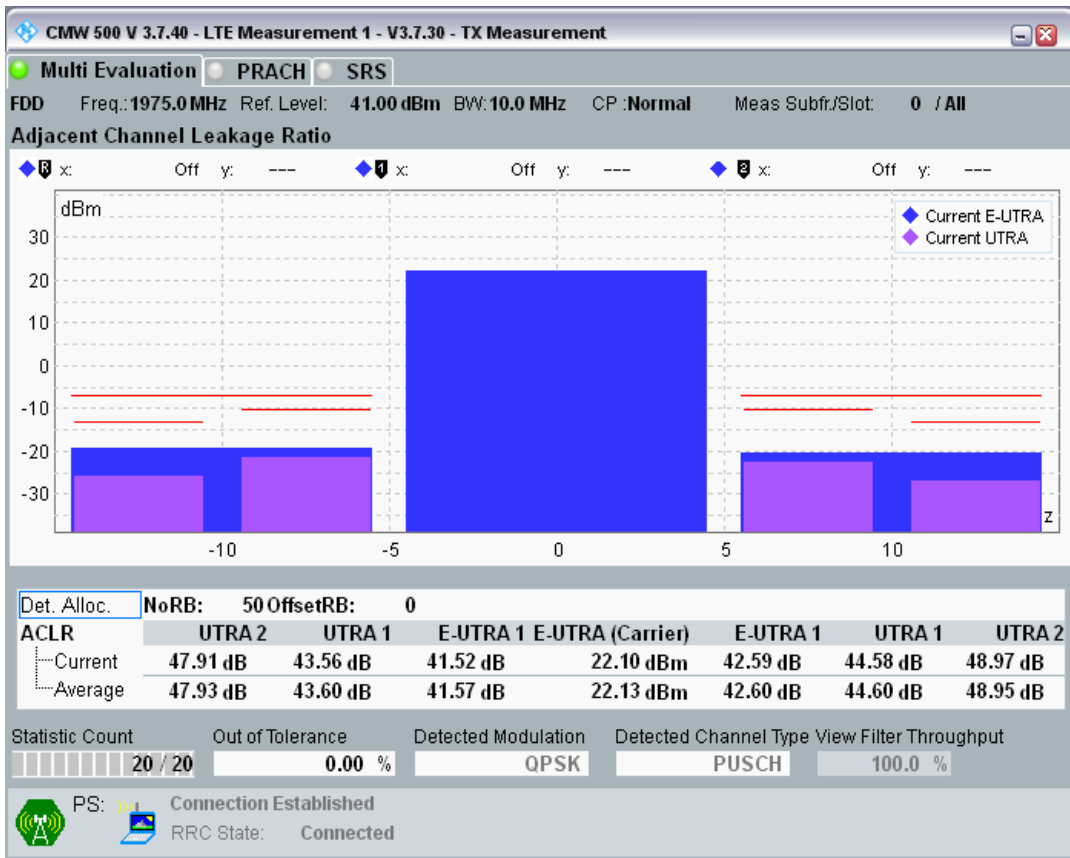 CMW 500 V 3.7.40 - LTE Measurement 1 - V3.7.30 - TX Measurement
Multi Evaluation PRACH SRS
FDD Freq.: 1975.0 MHz Ref. Level: 41.00 dBm BW: 10.0 MHz CP :Normal Meas Subfr./Slot: 0 / All
Adjacent Channel Leakage Ratio
R x: Off y: --- 1 x: Off y: --- 2 x: Off y: ---
dBm
Current E-UTRA
Current UTRA
30
20
10
0
-10
-20
-30
z
-10 -5 0 5 10
Det. Alloc. NoRB: 50 OffsetRB: 0
ACLR UTRA 2 UTRA 1 E-UTRA 1 E-UTRA (Carrier) E-UTRA 1 UTRA 1 UTRA 2
Current 47.91 dB 43.56 dB 41.52 dB 22.10 dBm 42.59 dB 44.58 dB 48.97 dB
Average 47.93 dB 43.60 dB 41.57 dB 22.13 dBm 42.60 dB 44.60 dB 48.95 dB
Statistic Count Out of Tolerance Detected Modulation Detected Channel Type View Filter Throughput
20 / 20 0.00 % QPSK PUSCH 100.0 %
PS: Connection Established
RRC State: Connected